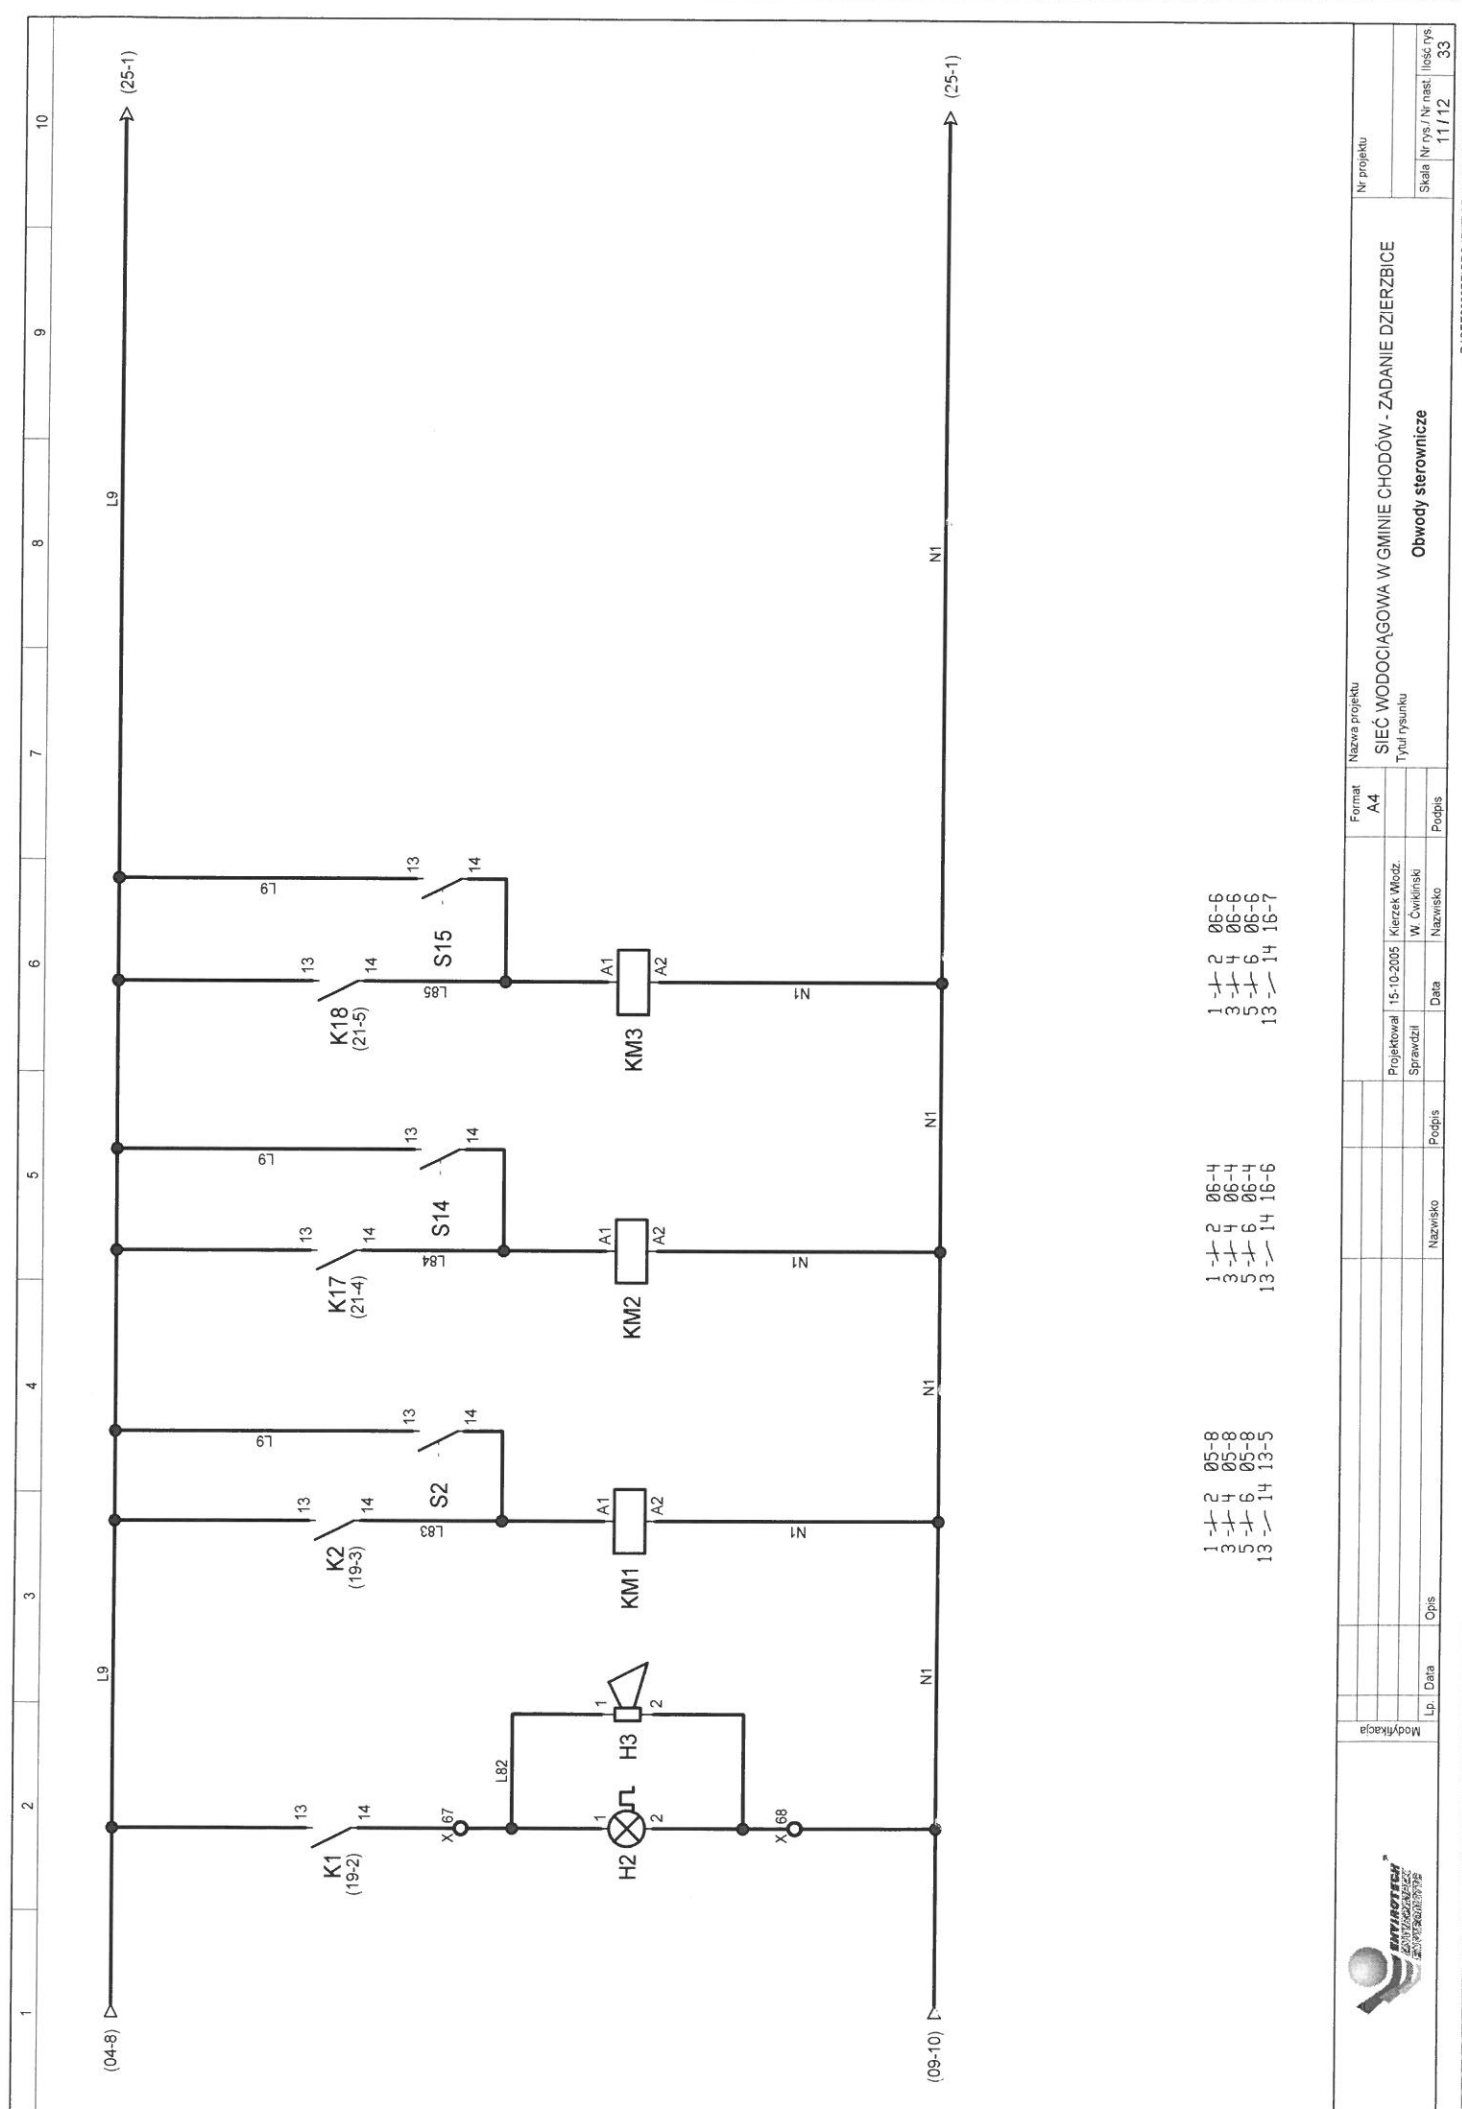 1 2 3 4 5 6 7 8 9 10
(04-8) L9 L9 (25-1)
L9 L9 L9
13 13 13 13
K1 K2 K17 K18
(19-2) (19-3) (21-4) (21-5)
14 14 14 14
13 13 13
S2 S14 S15
14 14 14
L83 L84 L85
X 67
L82
1 1 A1 A1 A1
H2 H3 KM1 KM2 KM3
2 2 A2 A2 A2
X 68
N1 N1 N1
(09-10) N1 N1 N1 N1 (25-1)
1 2 05-8
3 4 05-8
5 6 05-8
13 14 13-5
1 2 06-4
3 4 06-4
5 6 06-4
13 14 16-6
1 2 06-6
3 4 06-6
5 6 06-6
13 14 16-7
ENVIROTECH
Modyfikacja
Lp. Data Opis Nazwisko Podpis
Projektował 15-10-2005 Kierzek Włodz.
Sprawdził W. Ćwikliński
Data Nazwisko Podpis
Format
A4
Nazwa projektu
SIEĆ WODOCIĄGOWA W GMINIE CHODÓW - ZADANIE DZIERZBICE
Tytuł rysunku
Obwody sterownicze
Nr projektu
Skala Nr rys./ Nr nast. Ilość rys.
11 / 12 33